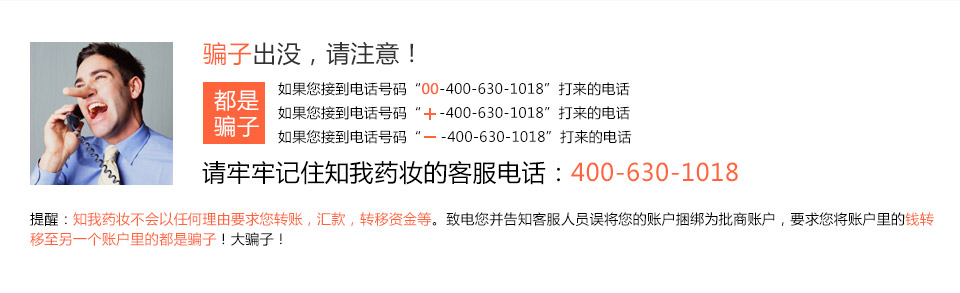 骗子出没，请注意！
都是
骗子
如果您接到电话号码“00-400-630-1018”打来的电话
如果您接到电话号码“+-400-630-1018”打来的电话
如果您接到电话号码“－-400-630-1018”打来的电话
请牢牢记住知我药妆的客服电话：400-630-1018
提醒：知我药妆不会以任何理由要求您转账，汇款，转移资金等。致电您并告知客服人员误将您的账户捆绑为批商账户，要求您将账户里的钱转
移至另一个账户里的都是骗子！大骗子！